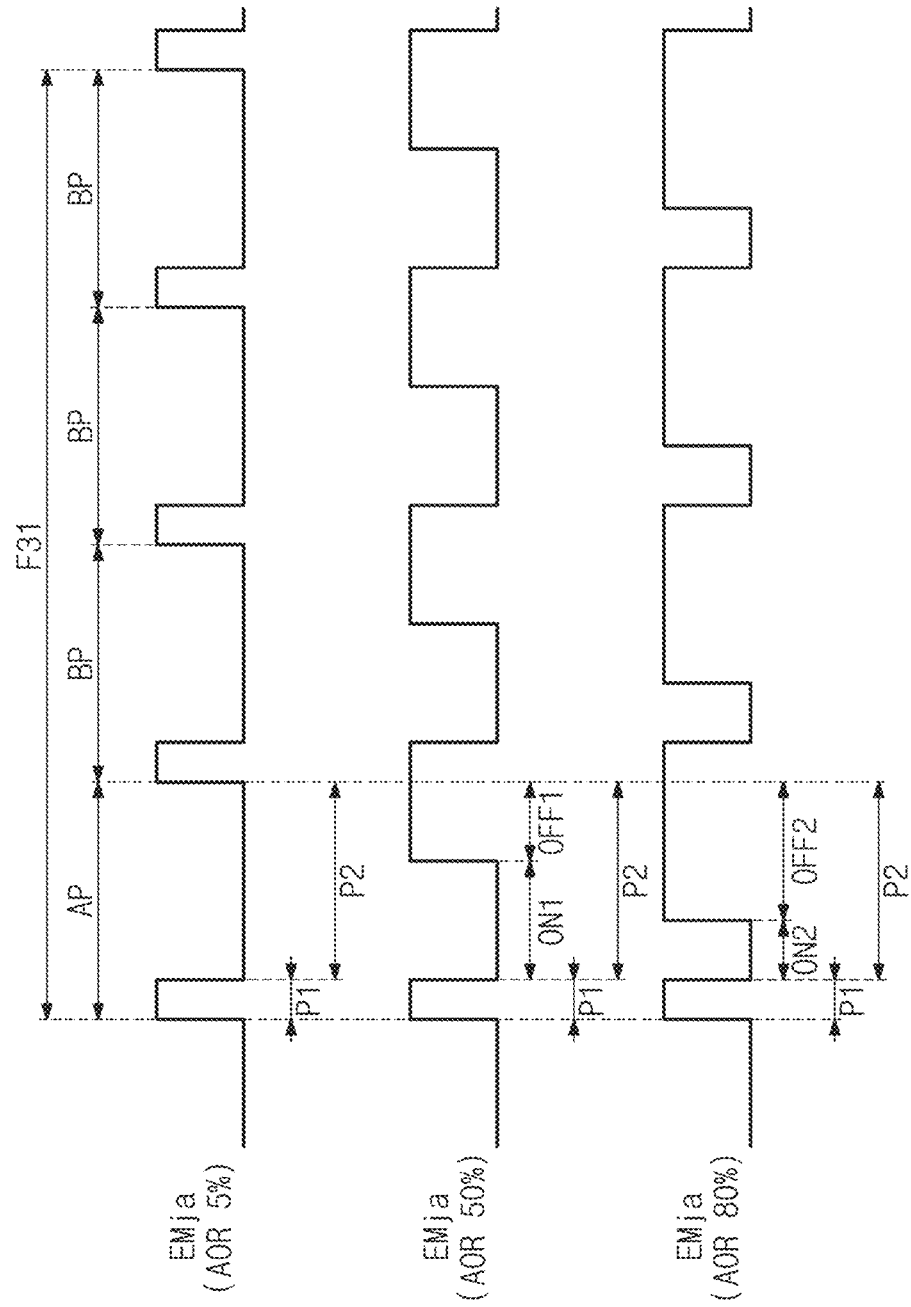 F31
AP
BP
BP
BP
EMja
(AOR 5%)
P1
P2
EMja
(AOR 50%)
ON1
OFF1
P1
P2
EMja
(AOR 80%)
ON2
OFF2
P1
P2